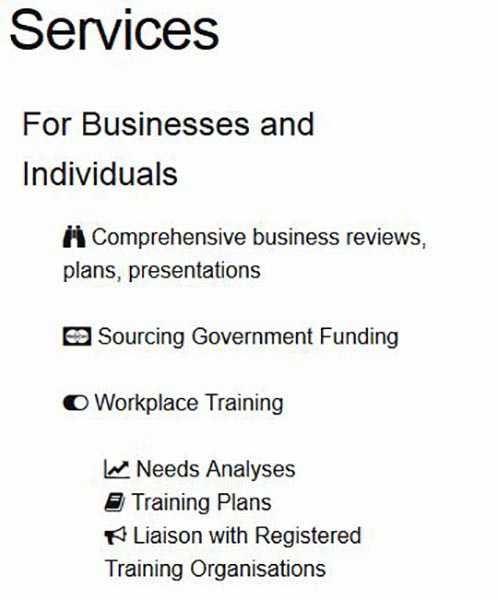 Services
For Businesses and
Individuals
Comprehensive business reviews,
plans, presentations
Sourcing Government Funding
Workplace Training
Needs Analyses
Training Plans
Liaison with Registered
Training Organisations